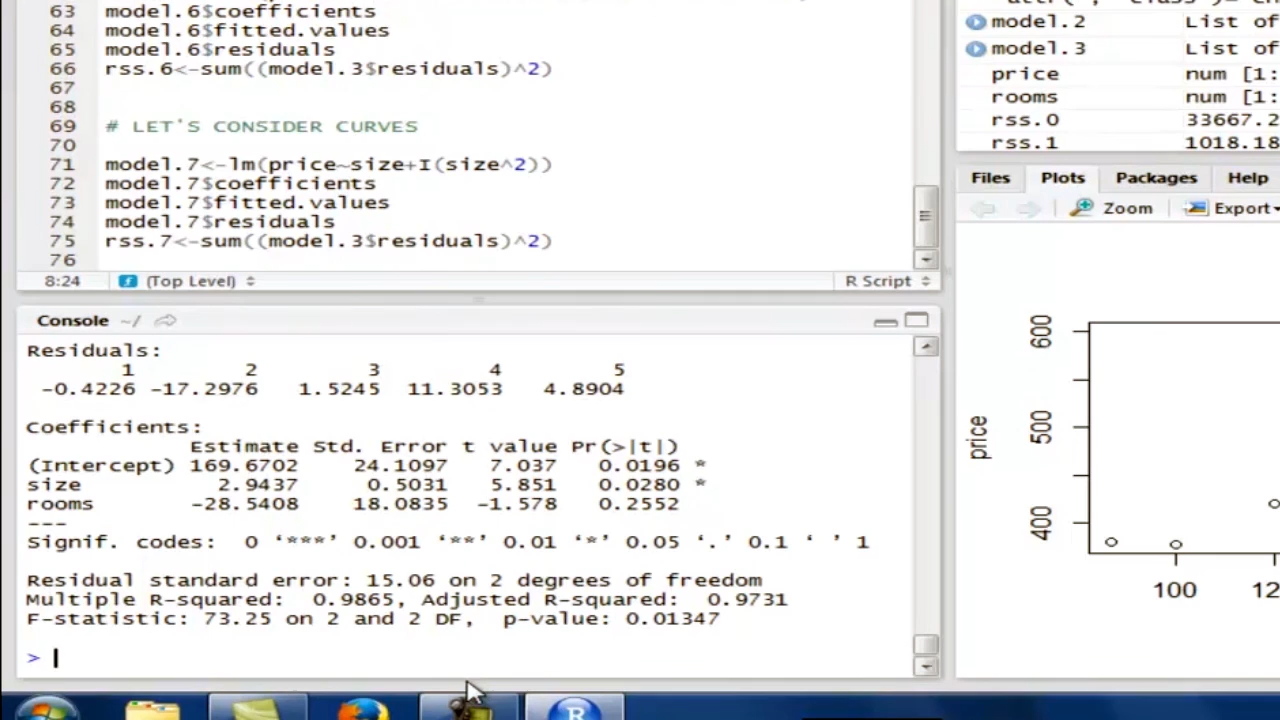 63 model.6$coefficients
64 model.6$fitted.values
65 model.6$residuals
66 rss.6<-sum((model.3$residuals)^2)
67
68
69 # LET'S CONSIDER CURVES
70
71 model.7<-lm(price~size+I(size^2))
72 model.7$coefficients
73 model.7$fitted.values
74 model.7$residuals
75 rss.7<-sum((model.3$residuals)^2)
76
8:24 (Top Level) R Script
Console ~/
Residuals:
1 2 3 4 5
-0.4226 -17.2976 1.5245 11.3053 4.8904
Coefficients:
Estimate Std. Error t value Pr(>|t|)
(Intercept) 169.6702 24.1097 7.037 0.0196 *
size 2.9437 0.5031 5.851 0.0280 *
rooms -28.5408 18.0835 -1.578 0.2552
---
Signif. codes: 0 ‘***’ 0.001 ‘**’ 0.01 ‘*’ 0.05 ‘.’ 0.1 ‘ ’ 1
Residual standard error: 15.06 on 2 degrees of freedom
Multiple R-squared: 0.9865, Adjusted R-squared: 0.9731
F-statistic: 73.25 on 2 and 2 DF, p-value: 0.01347
>
model.2 List of
model.3 List of
price num [1:
rooms num [1:
rss.0 33667.2
rss.1 1018.18
Files Plots Packages Help
Zoom Export
600
500
400
price
100 12
R